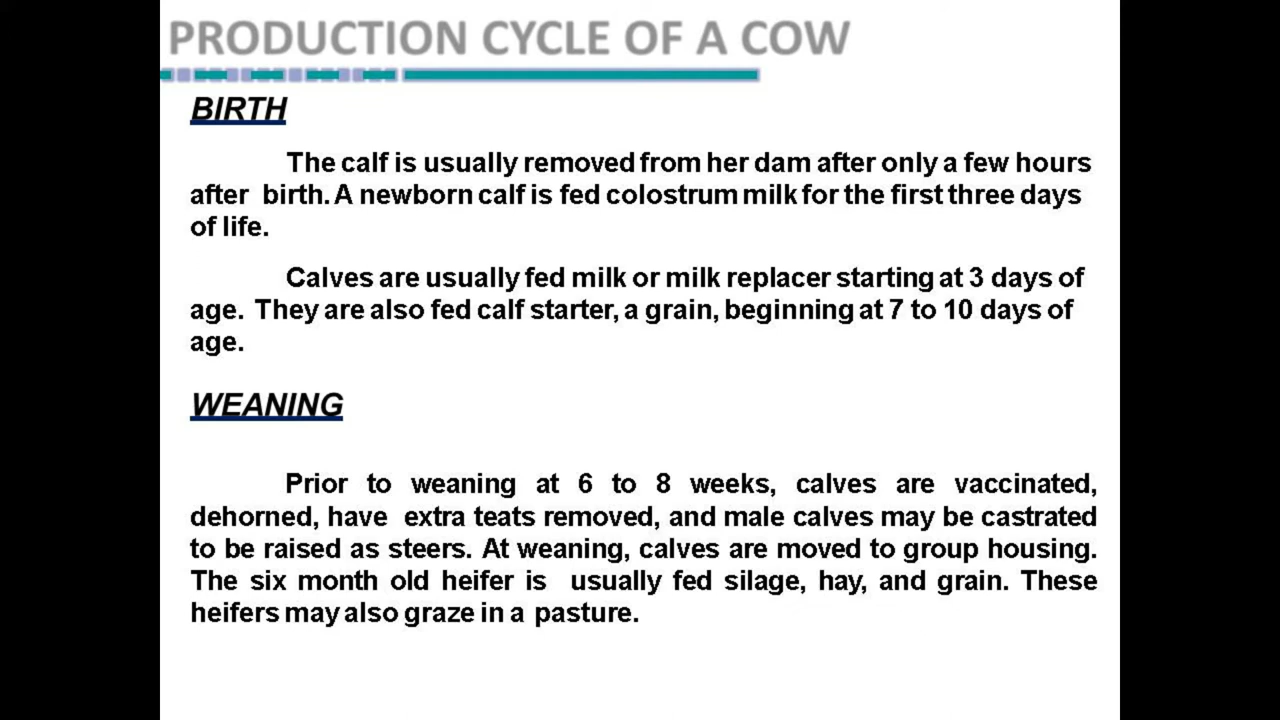 PRODUCTION CYCLE OF A COW
BIRTH
The calf is usually removed from her dam after only a few hours
after birth. A newborn calf is fed colostrum milk for the first three days
of life.
Calves are usually fed milk or milk replacer starting at 3 days of
age. They are also fed calf starter, a grain, beginning at 7 to 10 days of
age.
WEANING
Prior to weaning at 6 to 8 weeks, calves are vaccinated,
dehorned, have extra teats removed, and male calves may be castrated
to be raised as steers. At weaning, calves are moved to group housing.
The six month old heifer is usually fed silage, hay, and grain. These
heifers may also graze in a pasture.